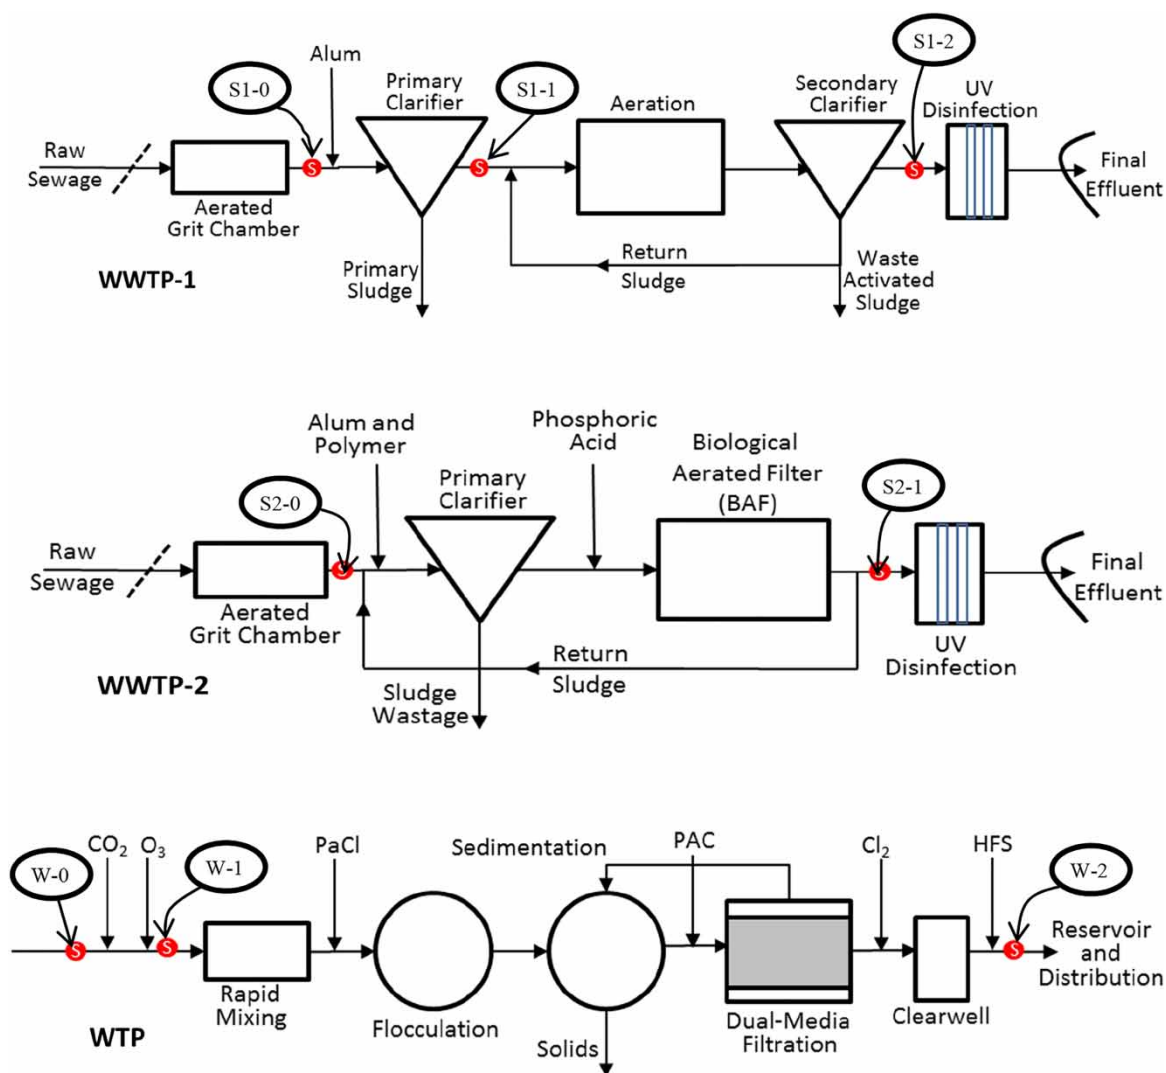 S1-0
Alum
Primary
Clarifier
S1-1
Aeration
Secondary
Clarifier
S1-2
UV
Disinfection
Raw
Sewage
S
S
S
Final
Effluent
Aerated
Grit Chamber
WWTP-1
Primary
Sludge
Return
Sludge
Waste
Activated
Sludge
Alum and
Polymer
Phosphoric
Acid
S2-0
Primary
Clarifier
Biological
Aerated Filter
(BAF)
S2-1
Raw
Sewage
S
S
Final
Effluent
Aerated
Grit Chamber
UV
Disinfection
WWTP-2
Return
Sludge
Sludge
Wastage
W-0
CO2
O3
W-1
PaCl
Sedimentation
PAC
Cl2
HFS
W-2
S
S
S
Reservoir
and
Distribution
Rapid
Mixing
Flocculation
Solids
Dual-Media
Filtration
Clearwell
WTP